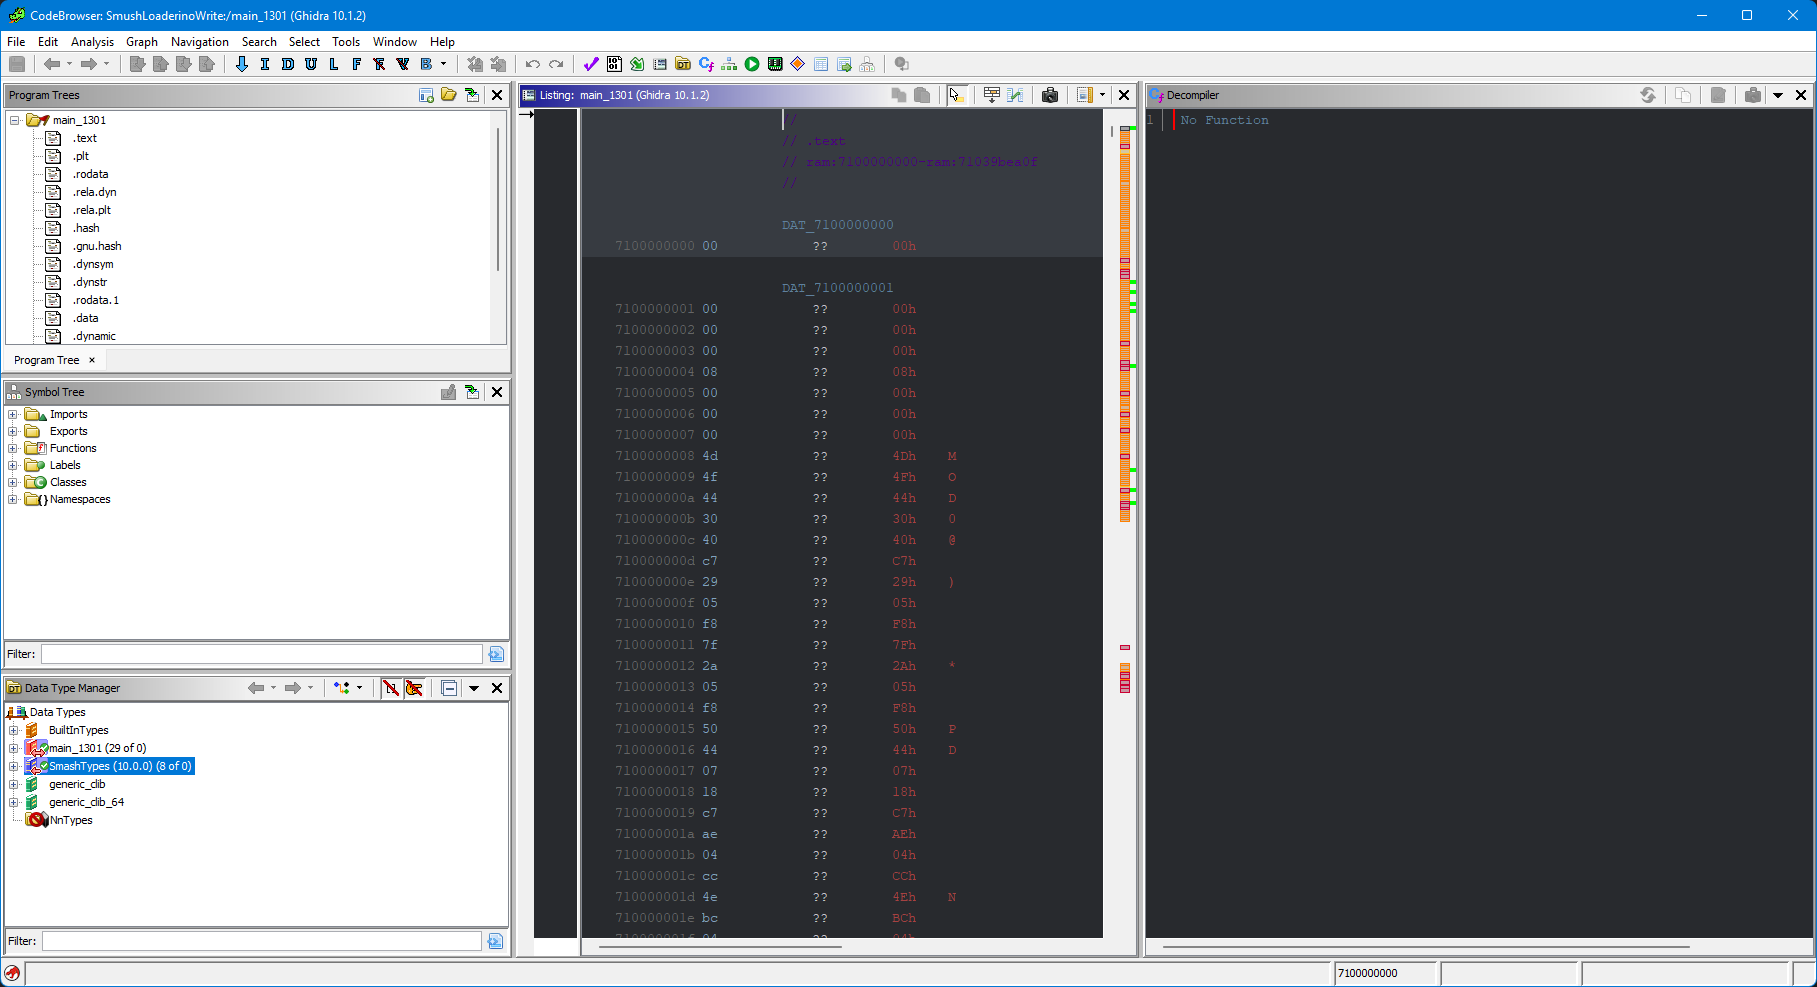 CodeBrowser: SmushLoaderinoWrite:/main_1301 (Ghidra 10.1.2)
File Edit Analysis Graph Navigation Search Select Tools Window Help
I D U L F B
Program Trees
main_1301
.text
.plt
.rodata
.rela.dyn
.rela.plt
.hash
.gnu.hash
.dynsym
.dynstr
.rodata.1
.data
.dynamic
Program Tree ×
Symbol Tree
Imports
Exports
Functions
Labels
Classes
Namespaces
Filter:
Data Type Manager
Data Types
BuiltInTypes
main_1301 (29 of 0)
SmashTypes (10.0.0) (8 of 0)
generic_clib
generic_clib_64
NnTypes
Filter:
Listing: main_1301 (Ghidra 10.1.2)
//
// .text
// ram:7100000000-ram:71039bea0f
//
DAT_7100000000
7100000000 00 ?? 00h
DAT_7100000001
7100000001 00 ?? 00h
7100000002 00 ?? 00h
7100000003 00 ?? 00h
7100000004 08 ?? 08h
7100000005 00 ?? 00h
7100000006 00 ?? 00h
7100000007 00 ?? 00h
7100000008 4d ?? 4Dh M
7100000009 4f ?? 4Fh O
710000000a 44 ?? 44h D
710000000b 30 ?? 30h 0
710000000c 40 ?? 40h @
710000000d c7 ?? C7h
710000000e 29 ?? 29h )
710000000f 05 ?? 05h
7100000010 f8 ?? F8h
7100000011 7f ?? 7Fh
7100000012 2a ?? 2Ah *
7100000013 05 ?? 05h
7100000014 f8 ?? F8h
7100000015 50 ?? 50h P
7100000016 44 ?? 44h D
7100000017 07 ?? 07h
7100000018 18 ?? 18h
7100000019 c7 ?? C7h
710000001a ae ?? AEh
710000001b 04 ?? 04h
710000001c cc ?? CCh
710000001d 4e ?? 4Eh N
710000001e bc ?? BCh
710000001f 04 ?? 04h
Decompiler
1 No Function
7100000000